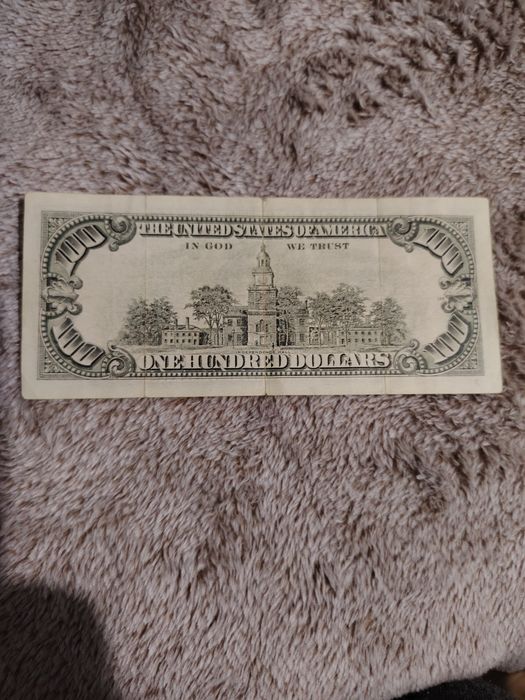 100 THE UNITED STATES OF AMERICA 100
IN GOD WE TRUST
100 ONE HUNDRED DOLLARS 100